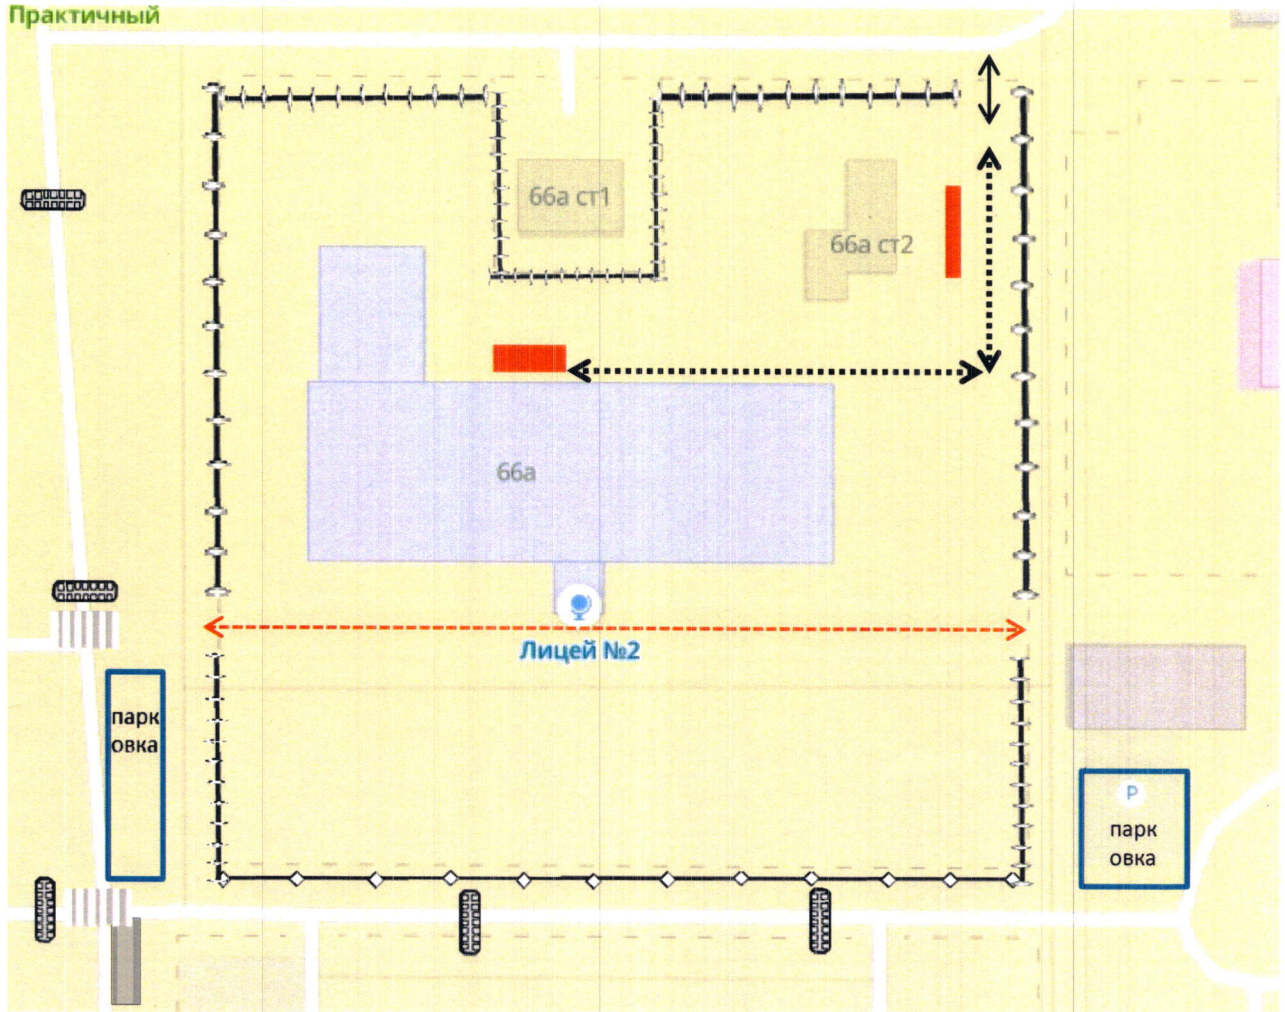 Практичный
66а ст1
66а ст2
66а
Лицей №2
парк
овка
P
парк
овка